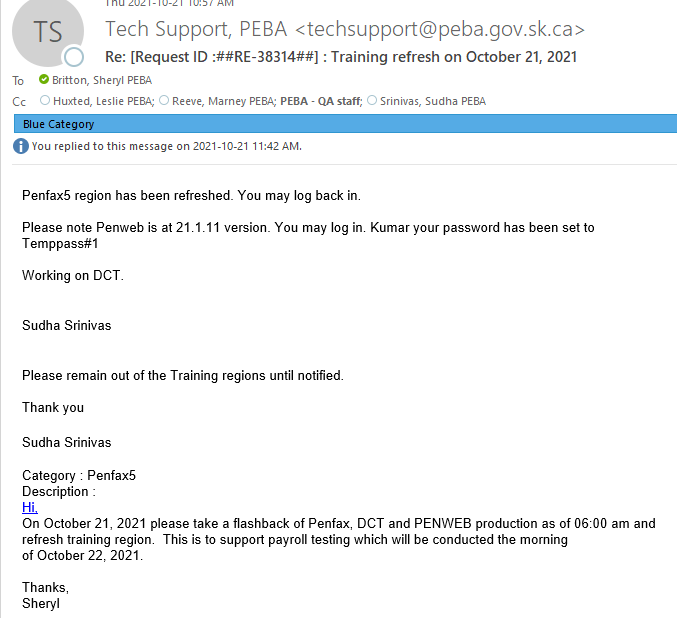 Thu 2021-10-21 10:57 AM
TS
Tech Support, PEBA <techsupport@peba.gov.sk.ca>
Re: [Request ID :##RE-38314##] : Training refresh on October 21, 2021
To Britton, Sheryl PEBA
Cc Huxted, Leslie PEBA; Reeve, Marney PEBA; PEBA - QA staff; Srinivas, Sudha PEBA
Blue Category
You replied to this message on 2021-10-21 11:42 AM.
Penfax5 region has been refreshed. You may log back in.
Please note Penweb is at 21.1.11 version. You may log in. Kumar your password has been set to
Temppass#1
Working on DCT.
Sudha Srinivas
Please remain out of the Training regions until notified.
Thank you
Sudha Srinivas
Category : Penfax5
Description :
Hi,
On October 21, 2021 please take a flashback of Penfax, DCT and PENWEB production as of 06:00 am and
refresh training region.  This is to support payroll testing which will be conducted the morning
of October 22, 2021.
Thanks,
Sheryl